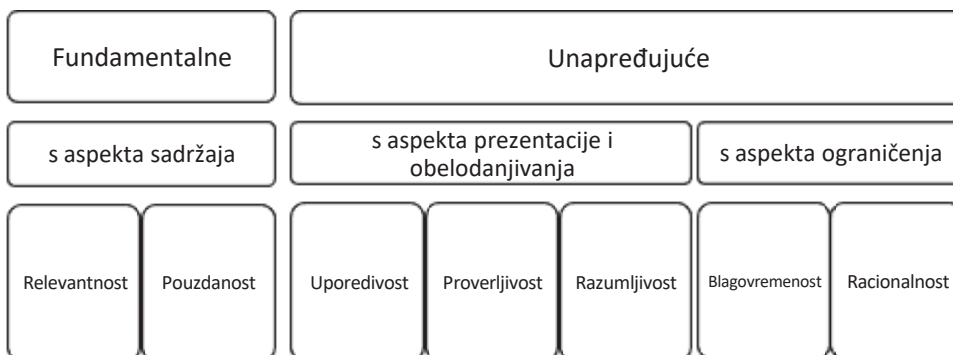 Fundamentalne
Unapređujuće
s aspekta sadržaja
s aspekta prezentacije i
obelodanjivanja
s aspekta ograničenja
Relevantnost
Pouzdanost
Uporedivost
Proverljivost
Razumljivost
Blagovremenost
Racionalnost